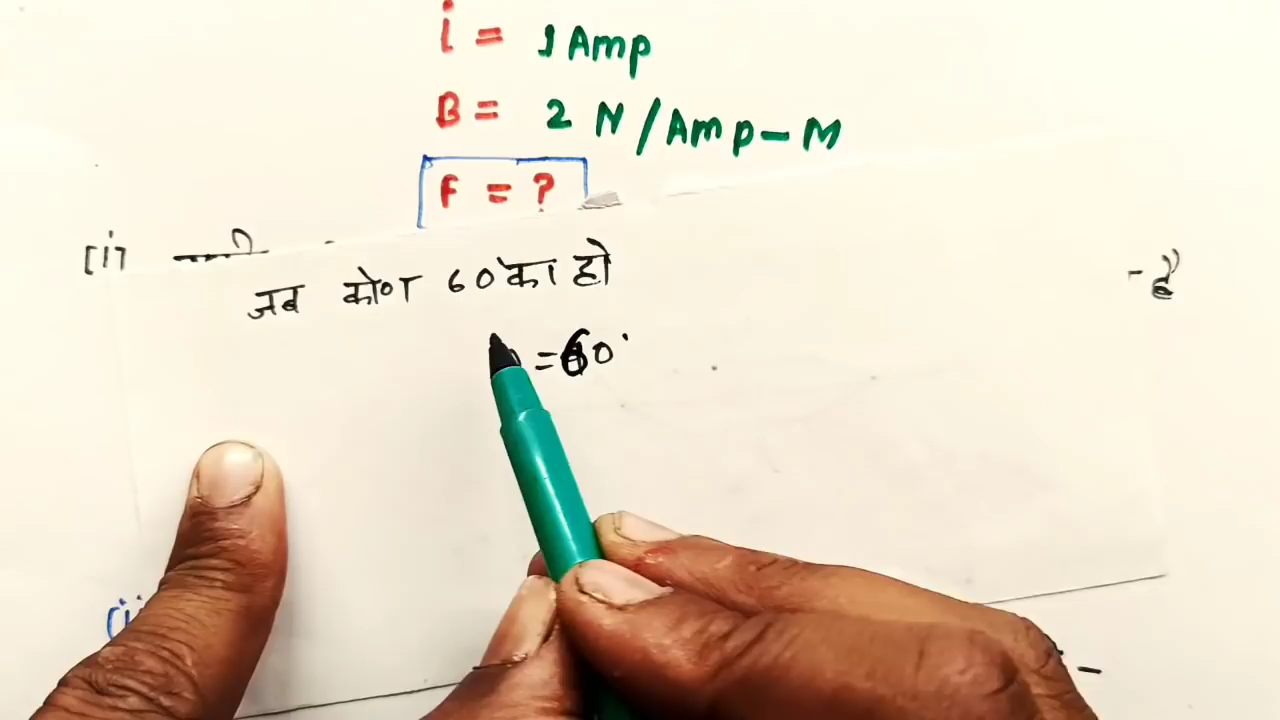 i = 1 Amp
B = 2 N/Amp-M
F = ?
(i)
जब कोण 60° का हो
= 60°
है
(i